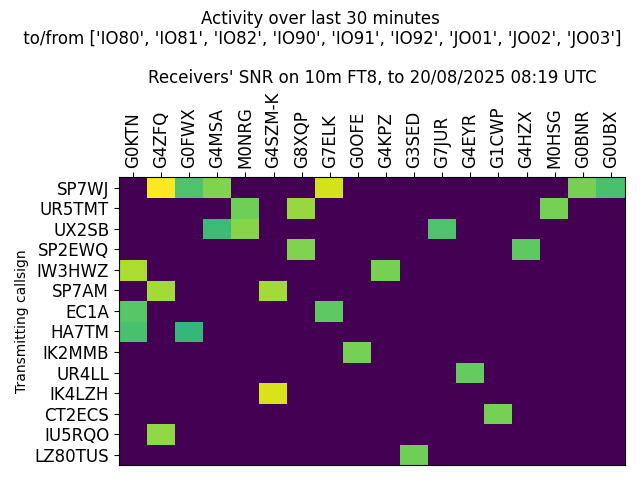 Activity over last 30 minutes
to/from ['IO80', 'IO81', 'IO82', 'IO90', 'IO91', 'IO92', 'JO01', 'JO02', 'JO03']
Receivers' SNR on 10m FT8, to 20/08/2025 08:19 UTC
G0KTN
G4ZFQ
G0FWX
G4MSA
M0NRG
G4SZM-K
G8XQP
G7ELK
G0OFE
G4KPZ
G3SED
G7JUR
G4EYR
G1CWP
G4HZX
M0HSG
G0BNR
G0UBX
Transmitting callsign
SP7WJ
UR5TMT
UX2SB
SP2EWQ
IW3HWZ
SP7AM
EC1A
HA7TM
IK2MMB
UR4LL
IK4LZH
CT2ECS
IU5RQO
LZ80TUS